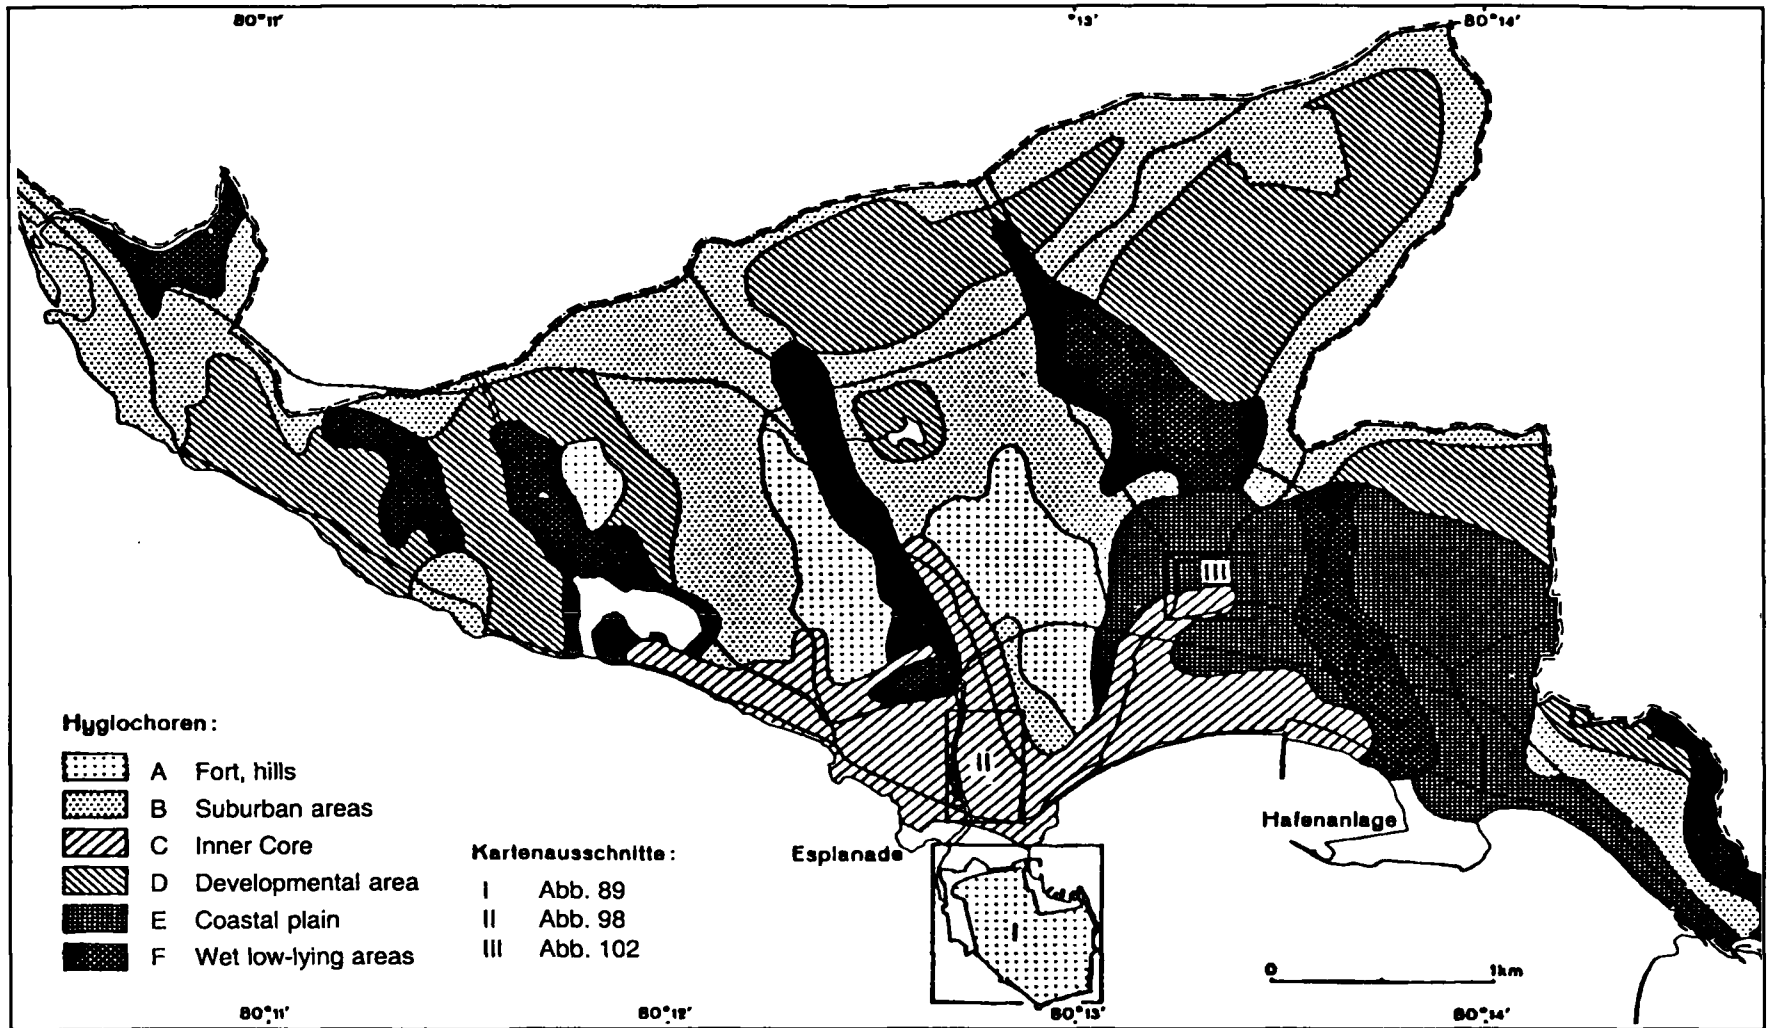 80°11' °13' 80°14'
III
II
Hyglochoren:
A Fort, hills
B Suburban areas
C Inner Core
D Developmental area
E Coastal plain
F Wet low-lying areas
Kartenausschnitte:
I Abb. 89
II Abb. 98
III Abb. 102
Esplanade
Hafenanlage
I
0 1km
80°11' 80°12' 80°13' 80°14'